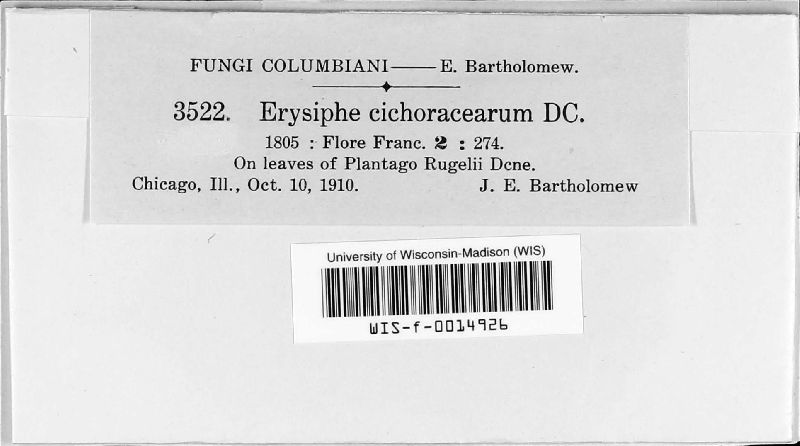 FUNGI COLUMBIANI—E. Bartholomew.
3522. Erysiphe cichoracearum DC.
1805 : Flore Franc. 2 : 274.
On leaves of Plantago Rugelii Dcne.
Chicago, Ill., Oct. 10, 1910. J. E. Bartholomew
University of Wisconsin-Madison (WIS)
WIS-f-0014926